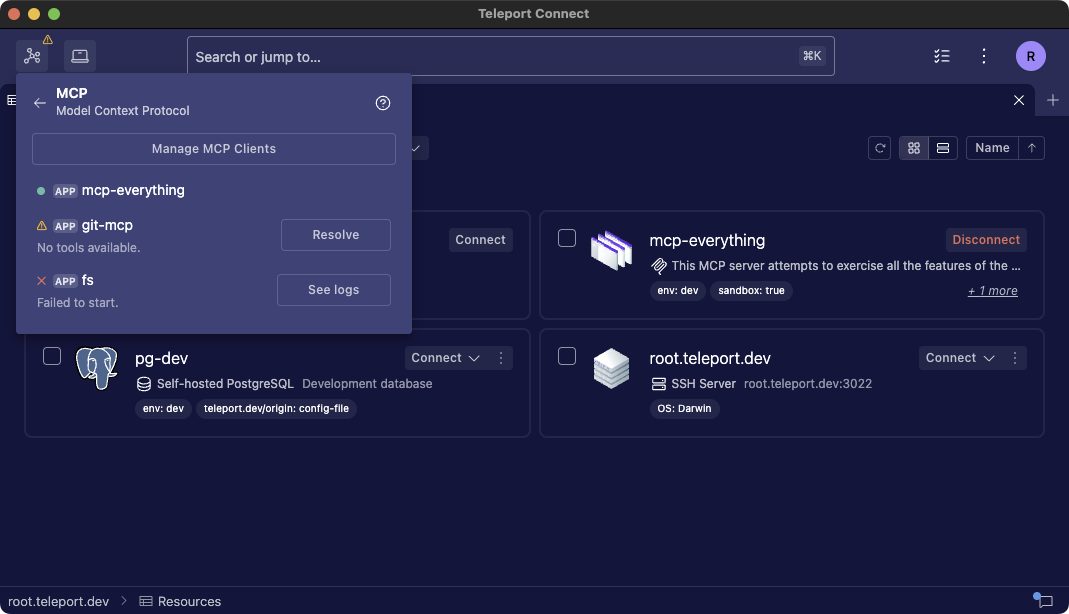 Teleport Connect
Search or jump to...
⌘K
R
MCP
Model Context Protocol
Manage MCP Clients
APP mcp-everything
APP git-mcp
No tools available.
Resolve
APP fs
Failed to start.
See logs
Name
Connect
mcp-everything
Disconnect
This MCP server attempts to exercise all the features of the ...
env: dev
sandbox: true
+ 1 more
pg-dev
Connect
Self-hosted PostgreSQL Development database
env: dev
teleport.dev/origin: config-file
root.teleport.dev
Connect
SSH Server root.teleport.dev:3022
OS: Darwin
root.teleport.dev > Resources